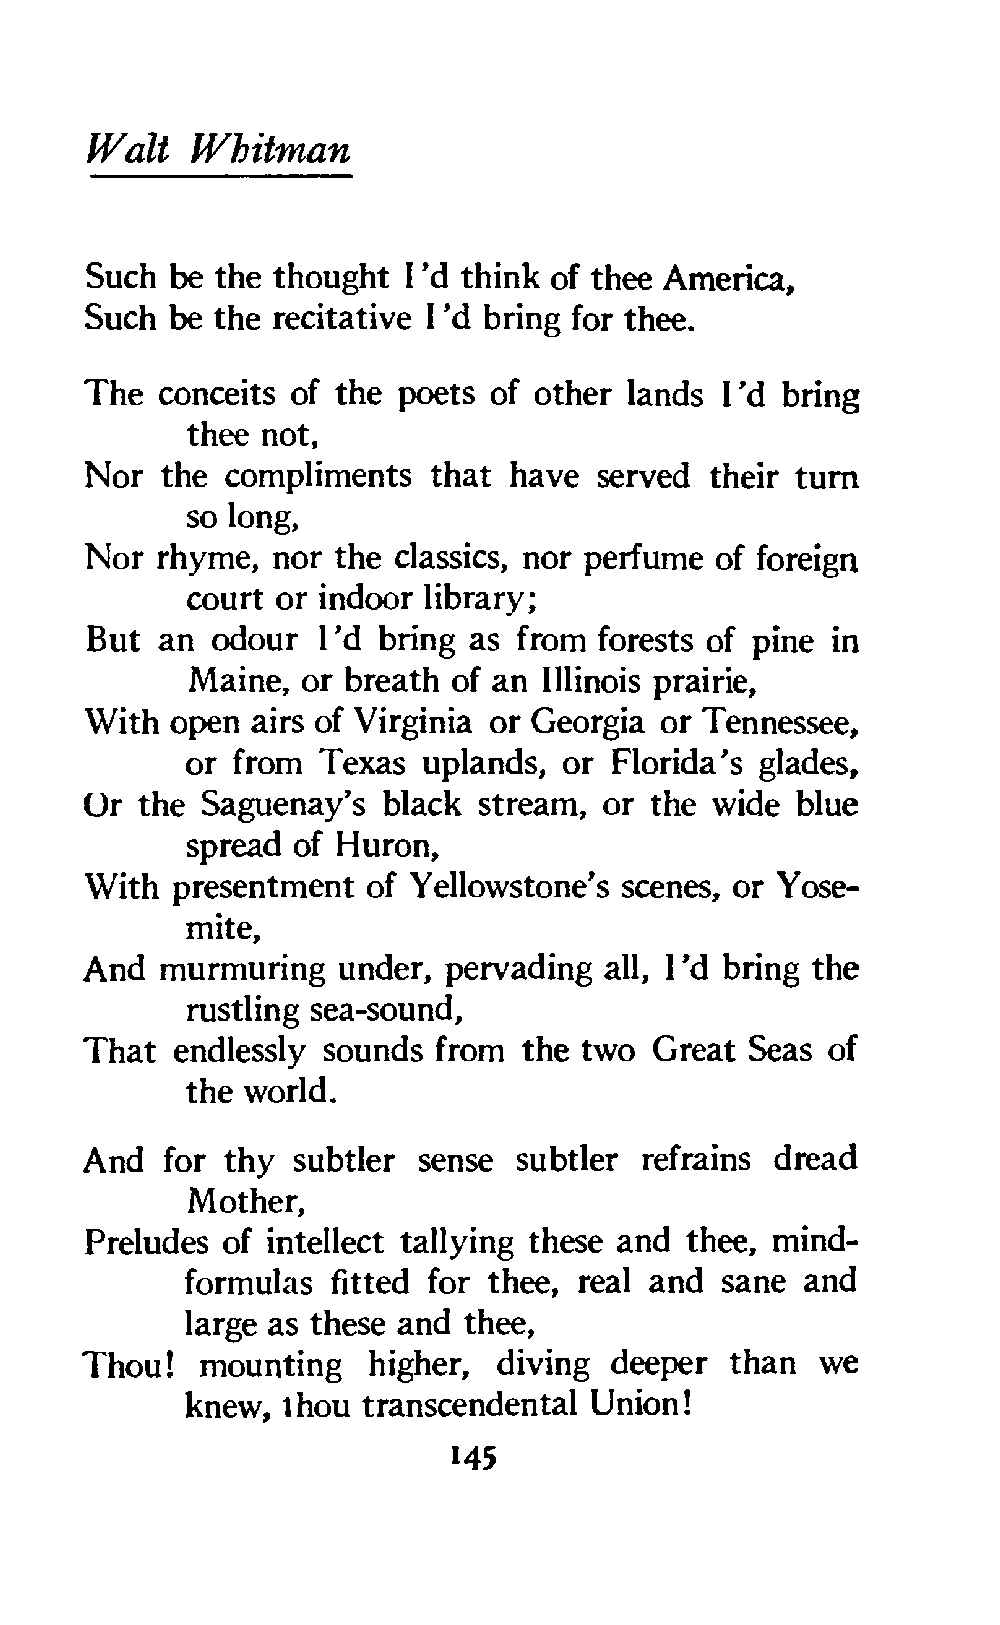 Walt Whitman
Such be the thought I'd think of thee America,
Such be the recitative I'd bring for thee.
The conceits of the poets of other lands I'd bring
thee not,
Nor the compliments that have served their turn
so long,
Nor rhyme, nor the classics, nor perfume of foreign
court or indoor library;
But an odour I'd bring as from forests of pine in
Maine, or breath of an Illinois prairie,
With open airs of Virginia or Georgia or Tennessee,
or from Texas uplands, or Florida's glades,
Or the Saguenay's black stream, or the wide blue
spread of Huron,
With presentment of Yellowstone's scenes, or Yose-
mite,
And murmuring under, pervading all, I'd bring the
rustling sea-sound,
That endlessly sounds from the two Great Seas of
the world.
And for thy subtler sense subtler refrains dread
Mother,
Preludes of intellect tallying these and thee, mind-
formulas fitted for thee, real and sane and
large as these and thee,
Thou! mounting higher, diving deeper than we
knew, thou transcendental Union!
145